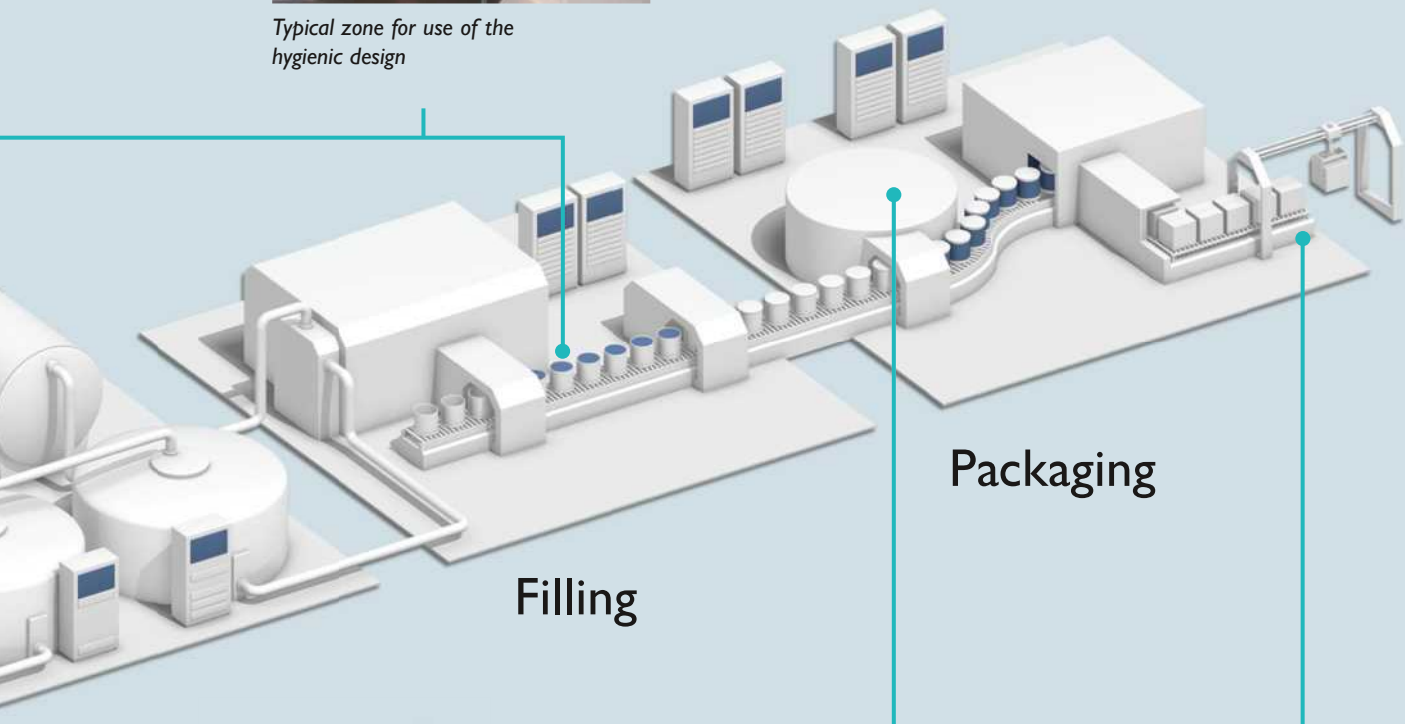 Typical zone for use of the
hygienic design
Packaging
Filling